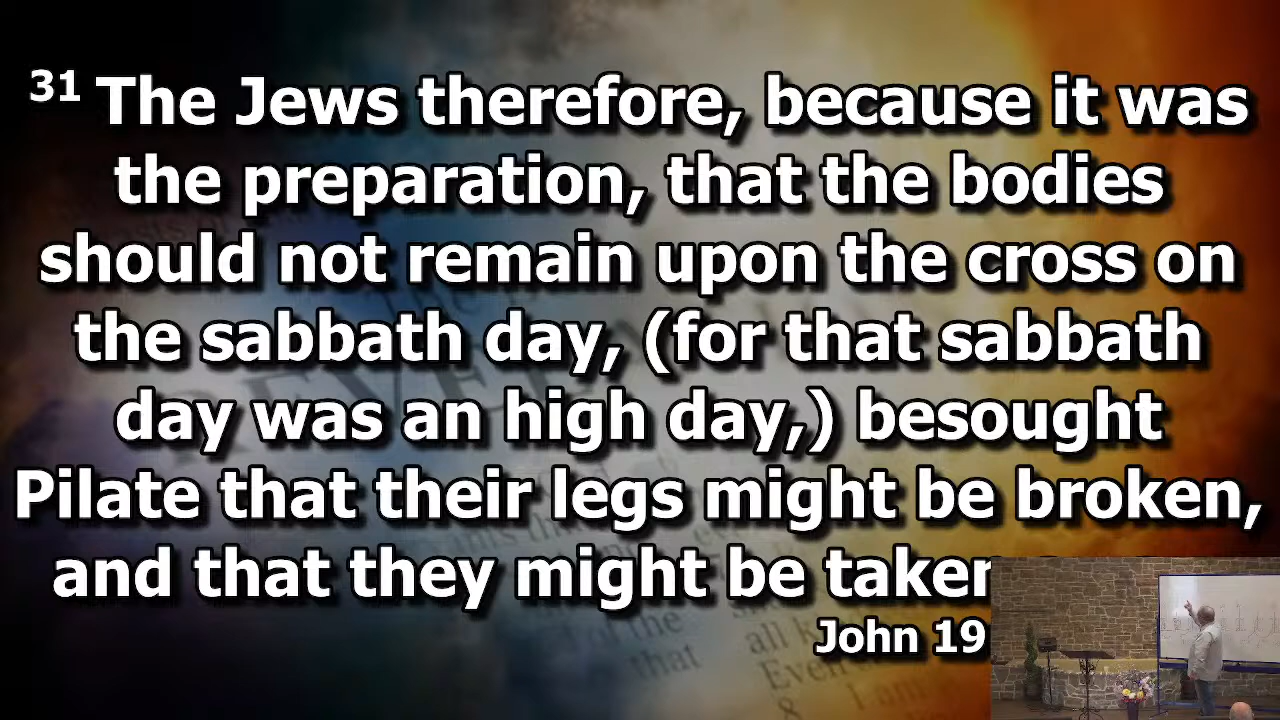 31 The Jews therefore, because it was
the preparation, that the bodies
should not remain upon the cross on
the sabbath day, (for that sabbath
day was an high day,) besought
Pilate that their legs might be broken,
and that they might be taken
John 19